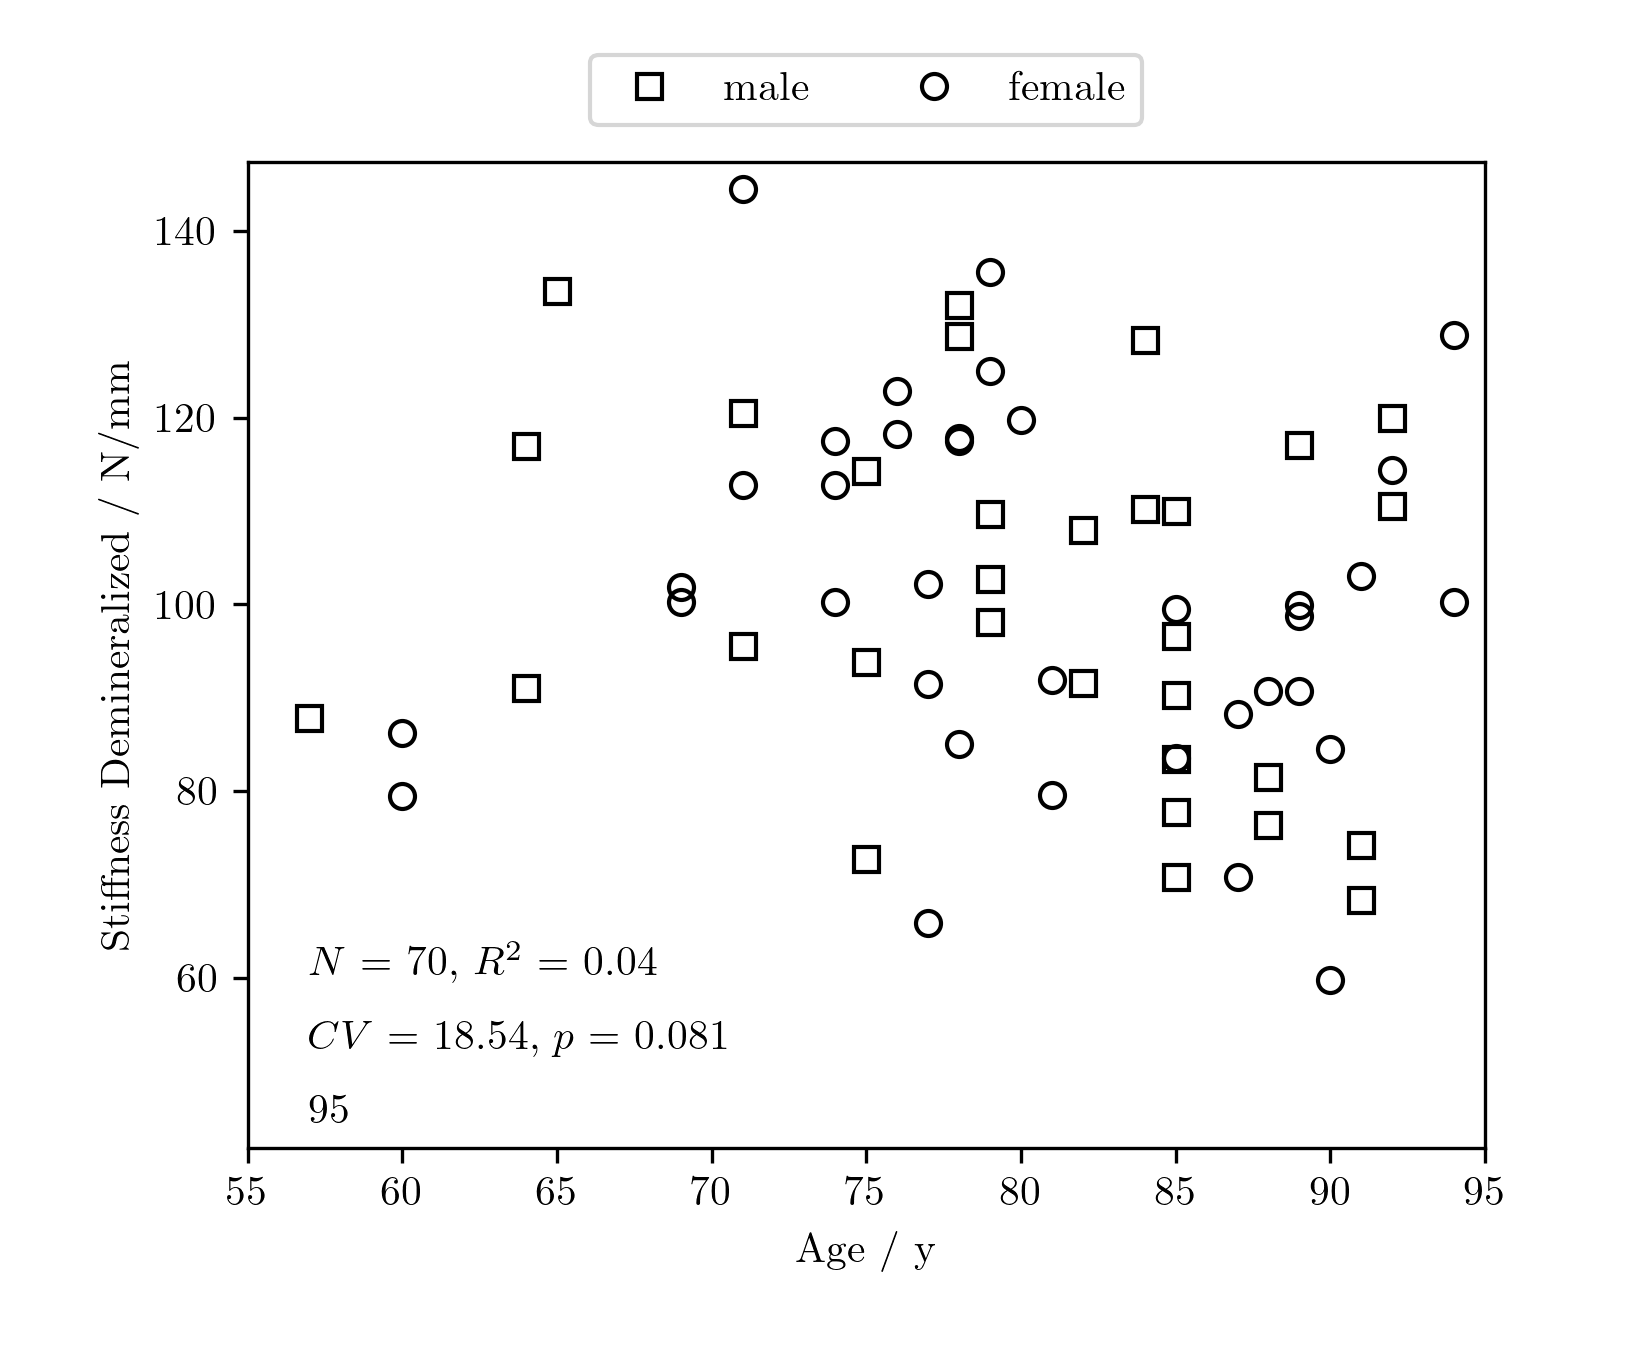 male female
140
120
100
80
60
Stiffness Demineralized / N/mm
N = 70, R² = 0.04
CV = 18.54, p = 0.081
95
55 60 65 70 75 80 85 90 95
Age / y